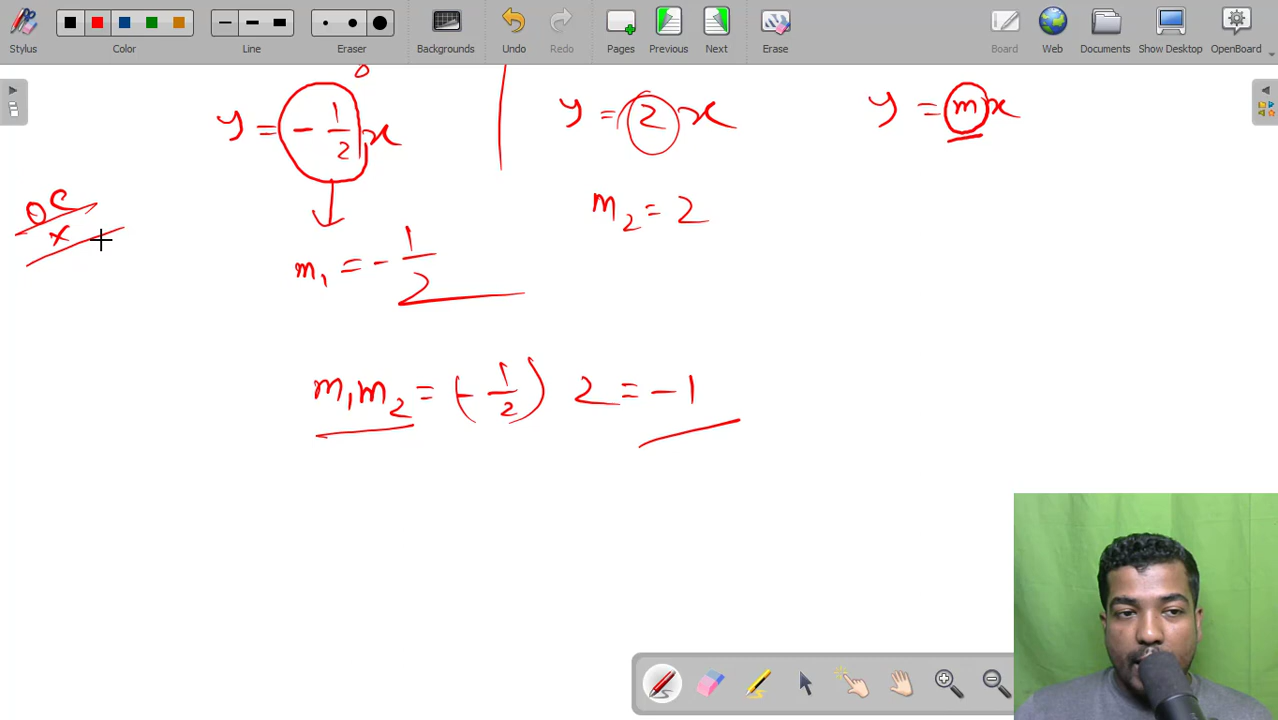 Stylus
Color
Line
Eraser
Backgrounds
Undo
Redo
Pages
Previous
Next
Erase
Board
Web
Documents
Show Desktop
OpenBoard
y = -1/2 x
y = 2x
y = mx
OC
x
m₂ = 2
m₁ = -1/2
m₁m₂ = (-1/2) 2 = -1